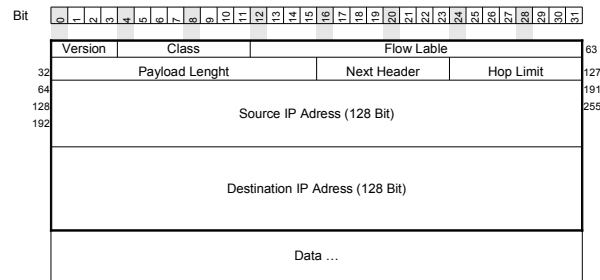 Bit 0 1 2 3 4 5 6 7 8 9 10 11 12 13 14 15 16 17 18 19 20 21 22 23 24 25 26 27 28 29 30 31
Version Class Flow Lable 63
32 Payload Lenght Next Header Hop Limit 127
64 191
128 Source IP Adress (128 Bit) 255
192
Destination IP Adress (128 Bit)
Data ...